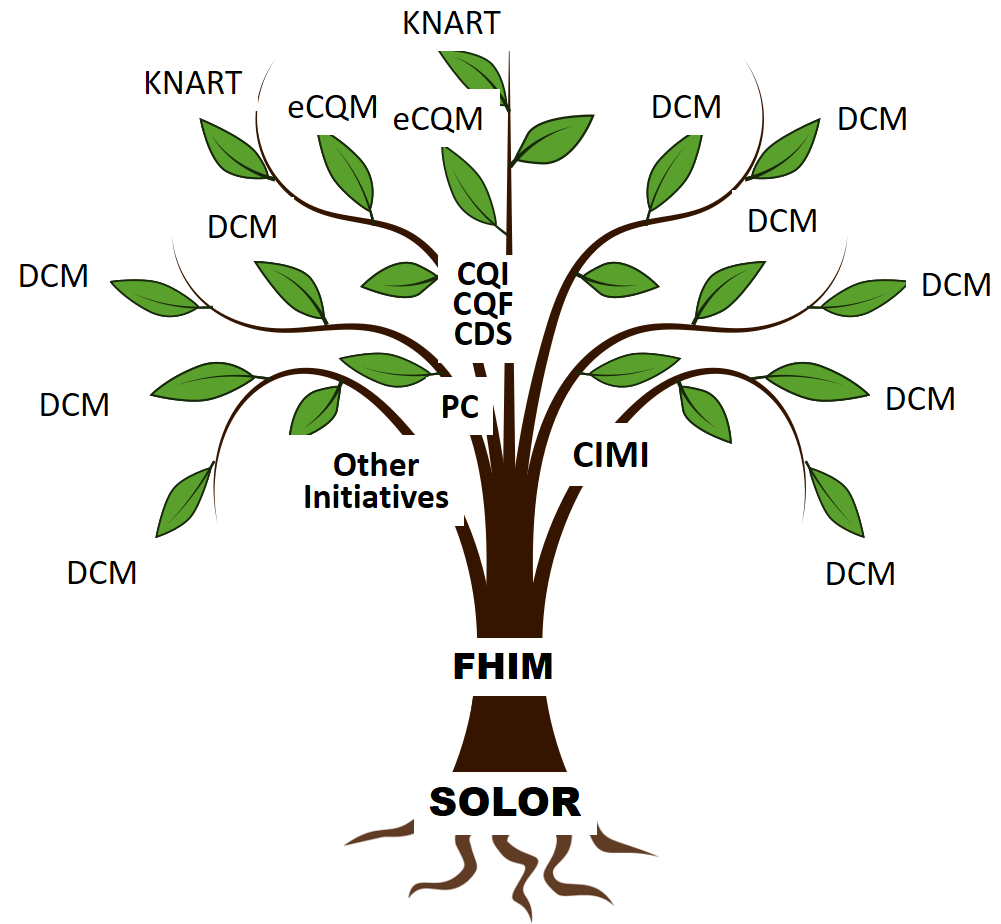 KNART
KNART
eCQM
eCQM
DCM
DCM
DCM
DCM
DCM
DCM
CQI
CQF
CDS
DCM
PC
DCM
CIMI
Other
Initiatives
DCM
DCM
FHIM
SOLOR